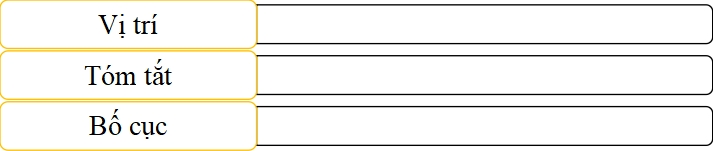 Vị trí
Tóm tắt
Bố cục